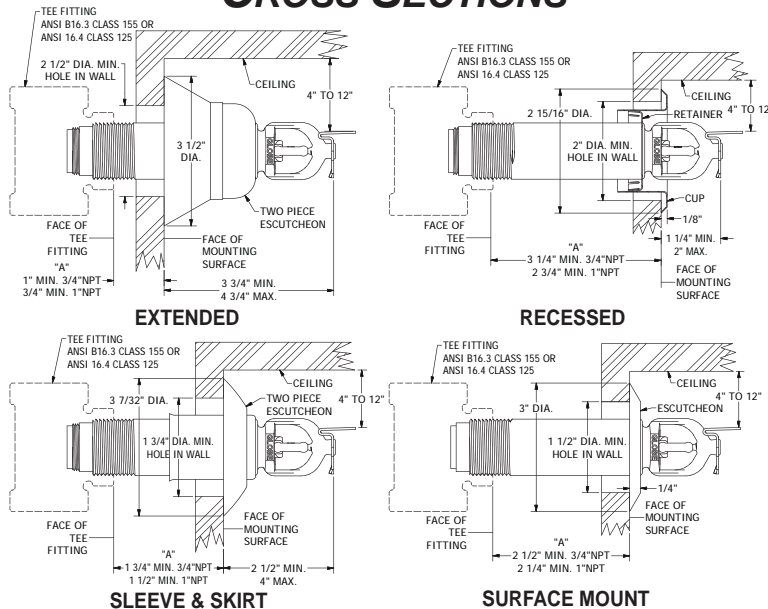 CROSS SECTIONS
TEE FITTING
ANSI B16.3 CLASS 155 OR
ANSI 16.4 CLASS 125
2 1/2" DIA. MIN.
HOLE IN WALL
CEILING
4" TO 12"
3 1/2"
DIA.
GLOBE
TWO PIECE
ESCUTCHEON
FACE OF
TEE
FITTING
FACE OF
MOUNTING
SURFACE
"A"
1" MIN. 3/4"NPT
3/4" MIN. 1"NPT
3 3/4" MIN.
4 3/4" MAX.
EXTENDED
TEE FITTING
ANSI B16.3 CLASS 155 OR
ANSI 16.4 CLASS 125
CEILING
4" TO 12"
2 15/16" DIA.
RETAINER
2" DIA. MIN.
HOLE IN WALL
GLOBE
CUP
1/8"
FACE OF
TEE
FITTING
"A"
3 1/4" MIN. 3/4"NPT
2 3/4" MIN. 1"NPT
1 1/4" MIN.
2" MAX.
FACE OF
MOUNTING
SURFACE
RECESSED
TEE FITTING
ANSI B16.3 CLASS 155 OR
ANSI 16.4 CLASS 125
CEILING
3 7/32" DIA.
TWO PIECE
ESCUTCHEON
4" TO 12"
1 3/4" DIA. MIN.
HOLE IN WALL
GLOBE
FACE OF
TEE
FITTING
FACE OF
MOUNTING
SURFACE
"A"
1 3/4" MIN. 3/4"NPT
1 1/2" MIN. 1"NPT
2 1/2" MIN.
4" MAX.
SLEEVE & SKIRT
TEE FITTING
ANSI B16.3 CLASS 155 OR
ANSI 16.4 CLASS 125
CEILING
4" TO 12"
3" DIA.
ESCUTCHEON
1 1/2" DIA. MIN.
HOLE IN WALL
GLOBE
1/4"
FACE OF
TEE
FITTING
FACE OF
MOUNTING
SURFACE
"A"
2 1/2" MIN. 3/4"NPT
2 1/4" MIN. 1"NPT
SURFACE MOUNT